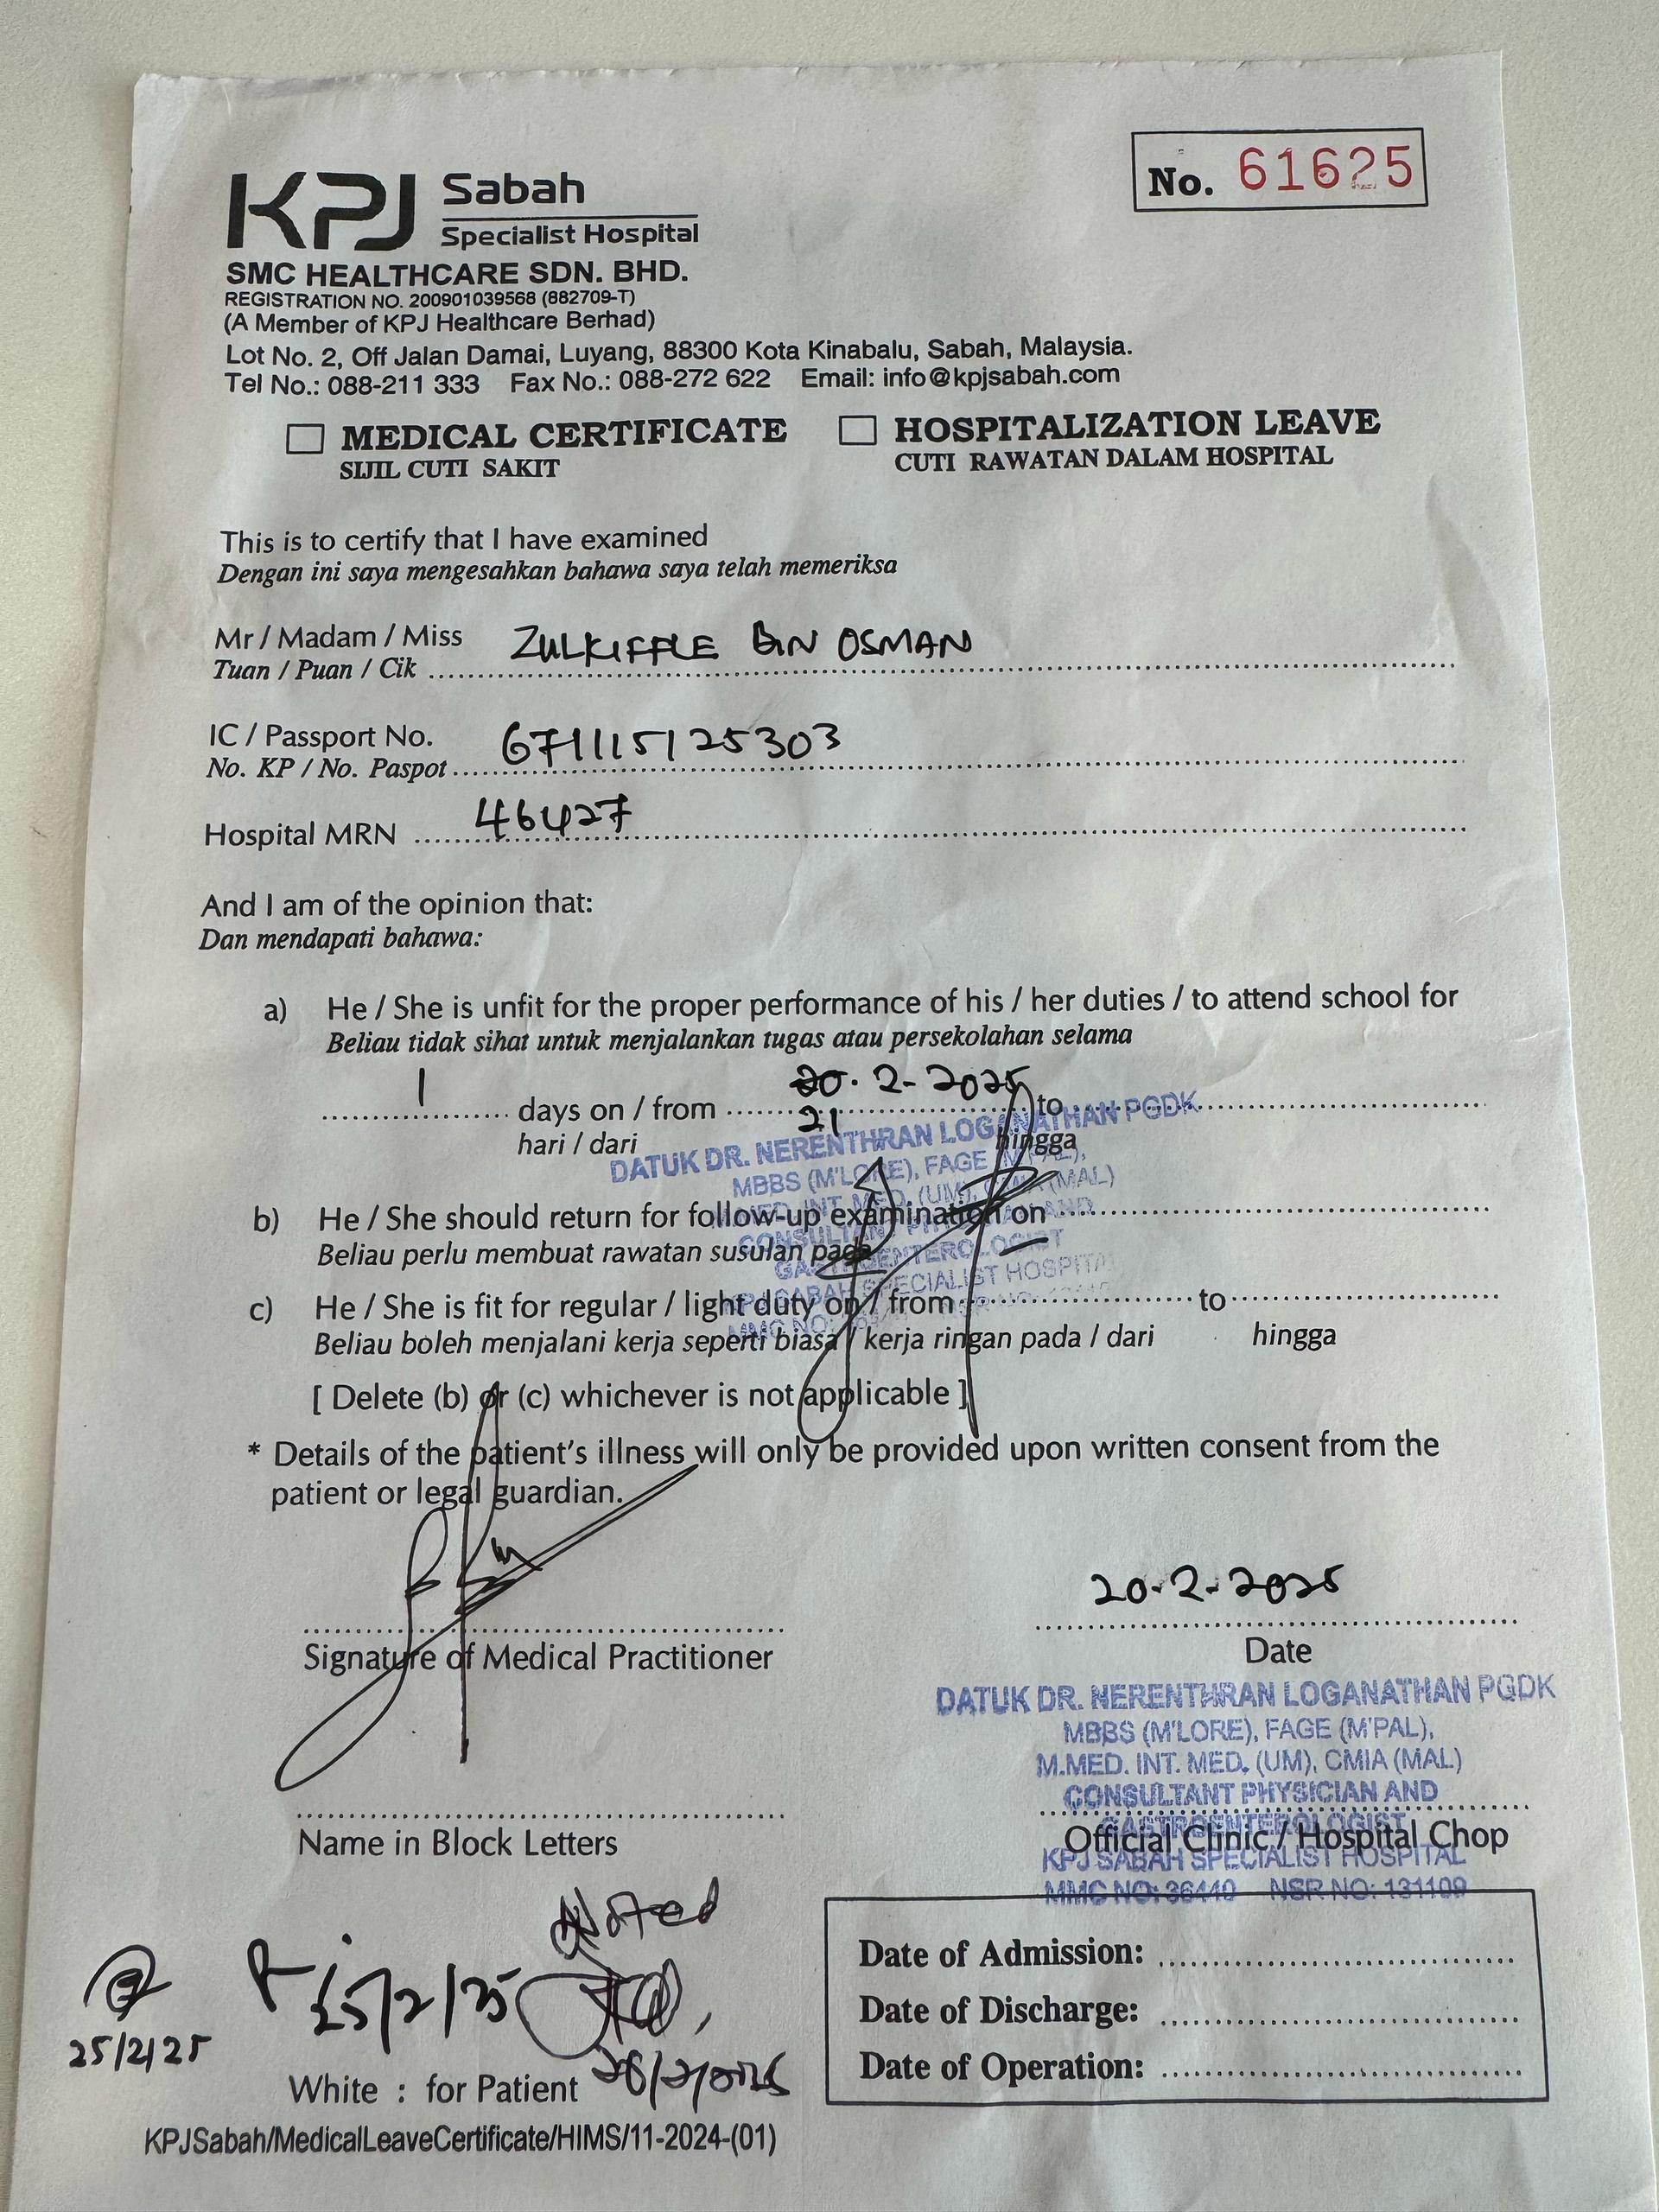 No. 61625
KPJ Sabah
Specialist Hospital
SMC HEALTHCARE SDN. BHD.
REGISTRATION NO. 200901039568 (882709-T)
(A Member of KPJ Healthcare Berhad)
Lot No. 2, Off Jalan Damai, Luyang, 88300 Kota Kinabalu, Sabah, Malaysia.
Tel No.: 088-211 333 Fax No.: 088-272 622 Email: info@kpjsabah.com
MEDICAL CERTIFICATE HOSPITALIZATION LEAVE
SIJIL CUTI SAKIT CUTI RAWATAN DALAM HOSPITAL
This is to certify that I have examined
Dengan ini saya mengesahkan bahawa saya telah memeriksa
Mr / Madam / Miss ZULKIFFLE BIN OSMAN
Tuan / Puan / Cik
IC / Passport No. 671115125303
No. KP / No. Paspot
Hospital MRN 46427
And I am of the opinion that:
Dan mendapati bahawa:
a) He / She is unfit for the proper performance of his / her duties / to attend school for
Beliau tidak sihat untuk menjalankan tugas atau persekolahan selama
1 days on / from 20. 2- 2025 to
21
hari / dari hingga
DATUK DR. NERENTHRAN LOGANATHAN PGDK
MBBS (M'LORE), FAGE (M'PAL),
M.MED. INT. MED. (UM), CMIA (MAL)
CONSULTANT PHYSICIAN AND
GASTROENTEROLOGIST
KPJ SABAH SPECIALIST HOSPITAL
MMC NO:
b) He / She should return for follow-up examination on
Beliau perlu membuat rawatan susulan pada
c) He / She is fit for regular / light duty on / from to
Beliau boleh menjalani kerja seperti biasa / kerja ringan pada / dari hingga
[ Delete (b) or (c) whichever is not applicable ]
* Details of the patient's illness will only be provided upon written consent from the
patient or legal guardian.
20.2.2025
Signature of Medical Practitioner Date
DATUK DR. NERENTHRAN LOGANATHAN PGDK
MBBS (M'LORE), FAGE (M'PAL),
M.MED. INT. MED. (UM), CMIA (MAL)
CONSULTANT PHYSICIAN AND
GASTROENTEROLOGIST
Name in Block Letters Official Clinic / Hospital Chop
KPJ SABAH SPECIALIST HOSPITAL
MMC NO: 36440 NSR NO: 131109
Noted
25/2/25
25/2/25
Date of Admission:
Date of Discharge:
Date of Operation:
White : for Patient
KPJSabah/MedicalLeaveCertificate/HIMS/11-2024-(01)